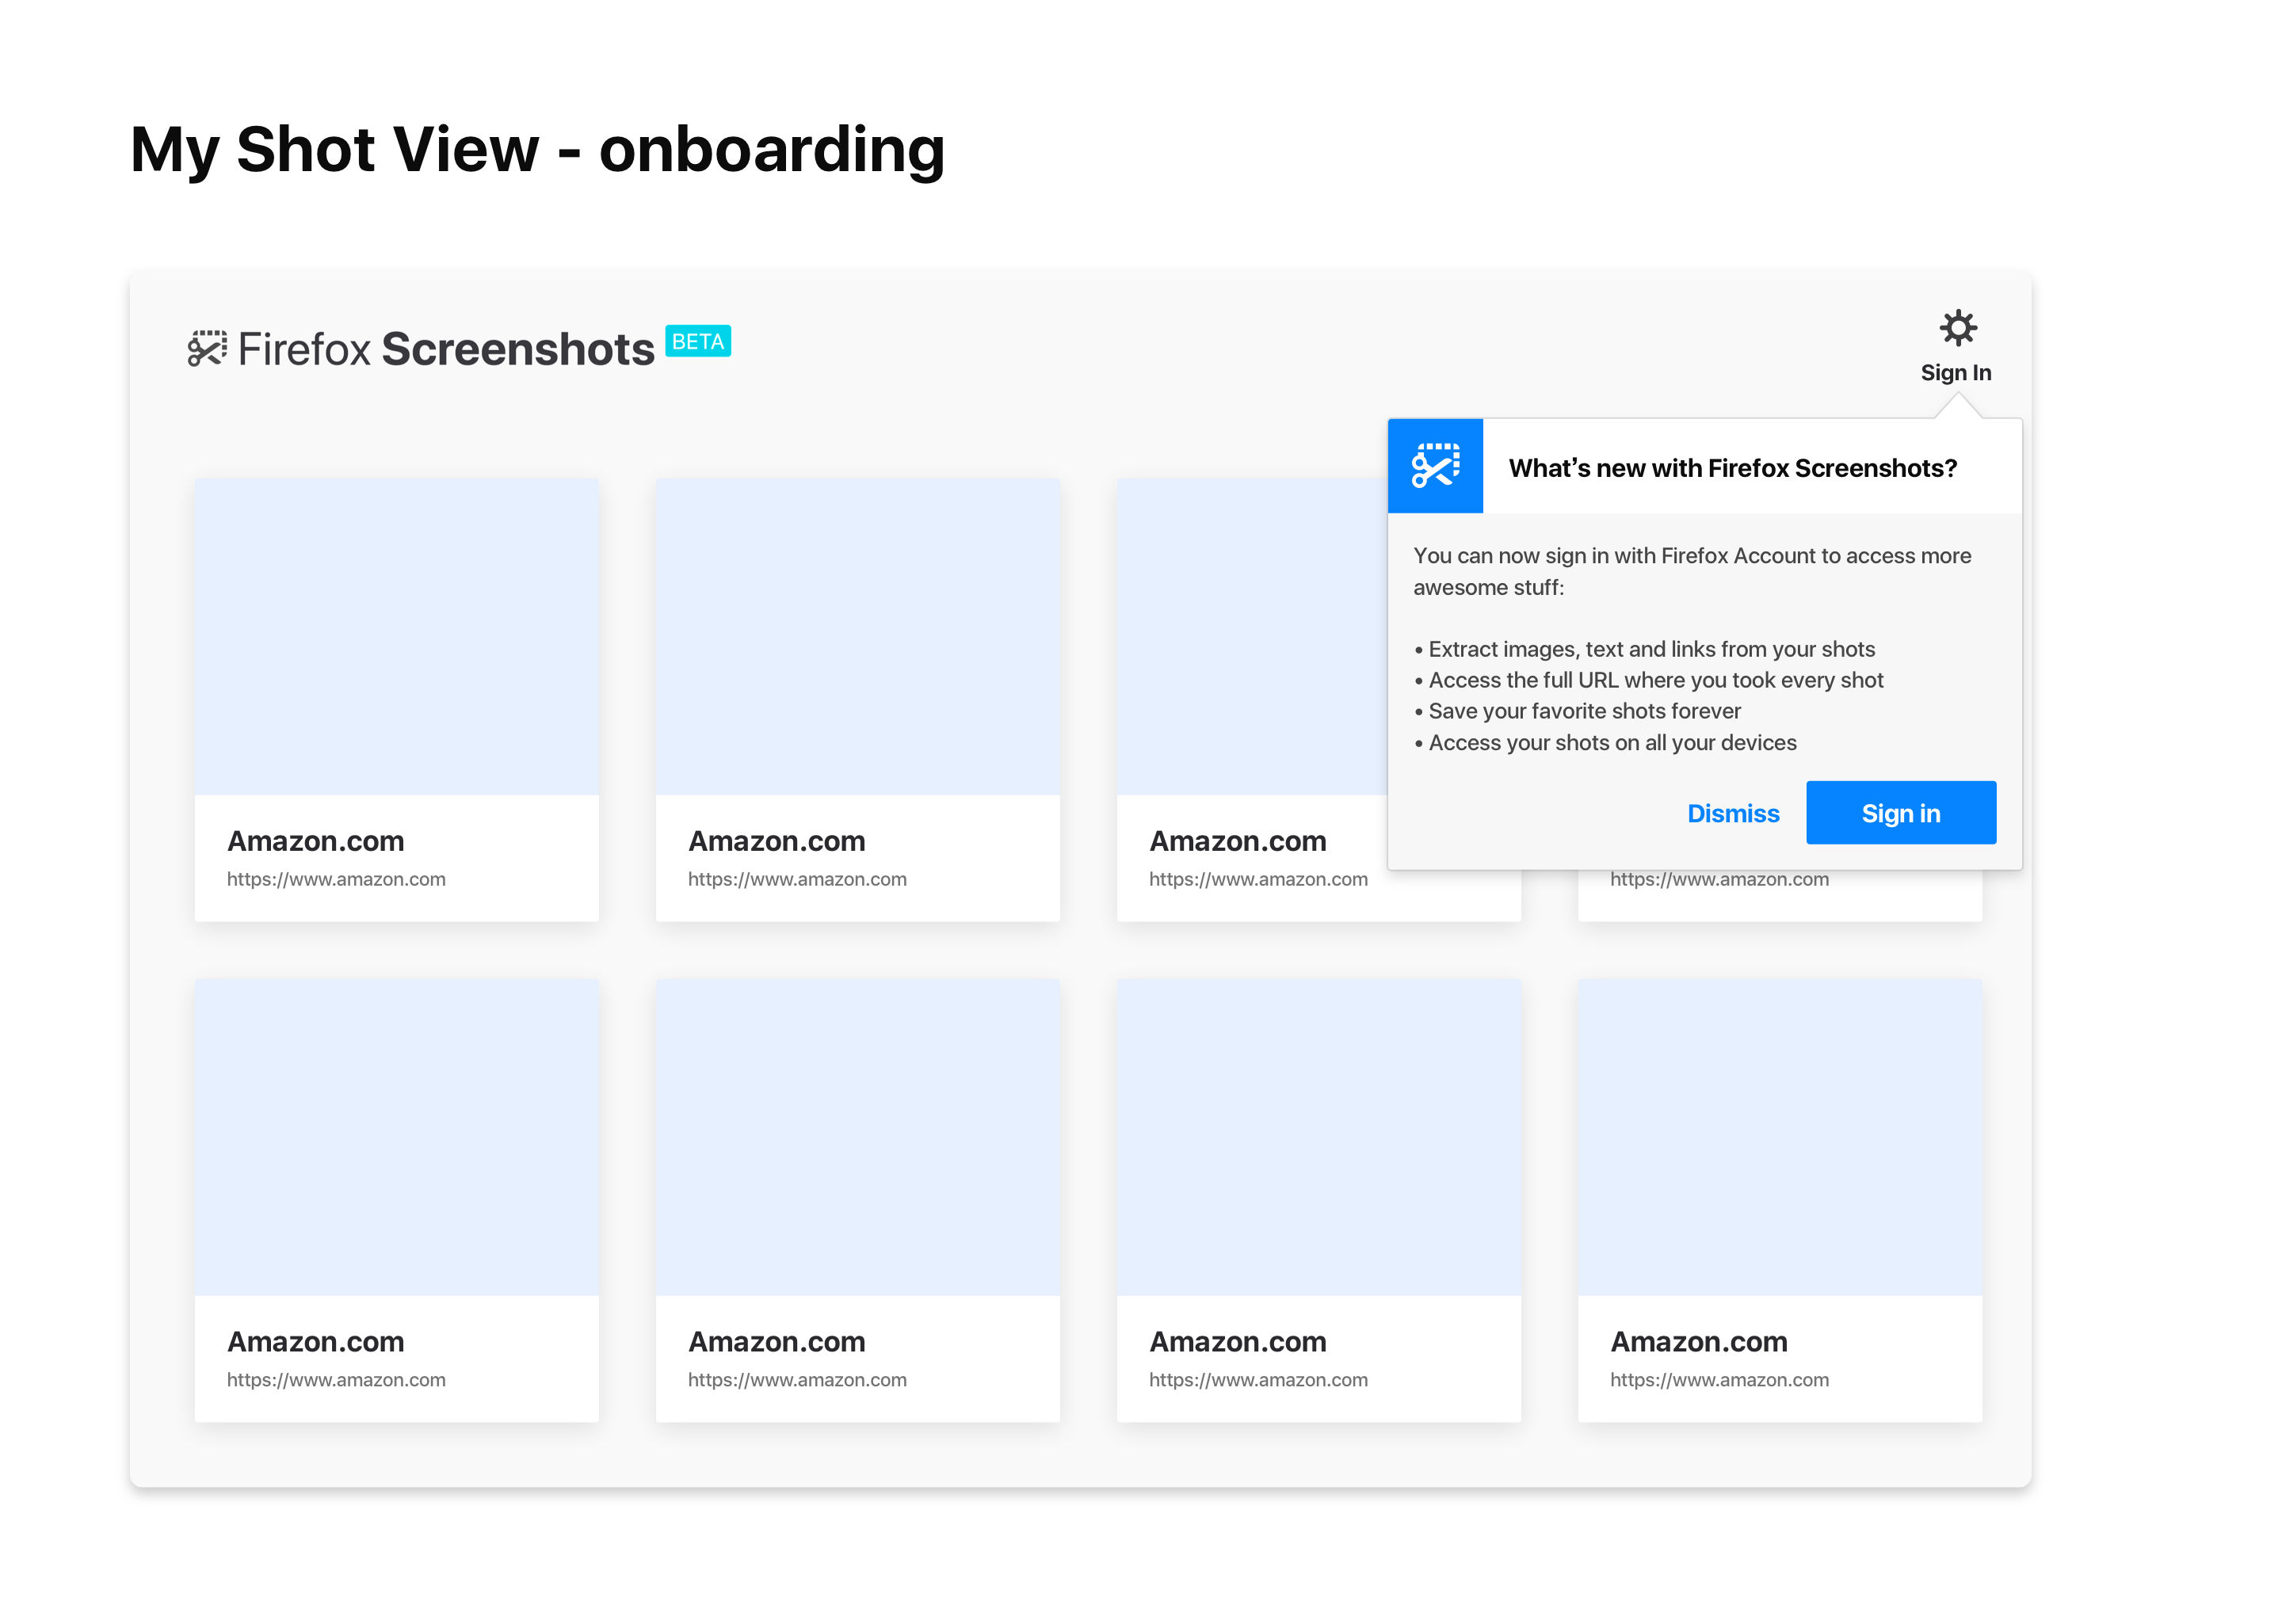 My Shot View - onboarding
Firefox Screenshots BETA
Sign In
What’s new with Firefox Screenshots?
You can now sign in with Firefox Account to access more
awesome stuff:
• Extract images, text and links from your shots
• Access the full URL where you took every shot
• Save your favorite shots forever
• Access your shots on all your devices
Dismiss
Sign in
Amazon.com
https://www.amazon.com
Amazon.com
https://www.amazon.com
Amazon.com
https://www.amazon.com
https://www.amazon.com
Amazon.com
https://www.amazon.com
Amazon.com
https://www.amazon.com
Amazon.com
https://www.amazon.com
Amazon.com
https://www.amazon.com